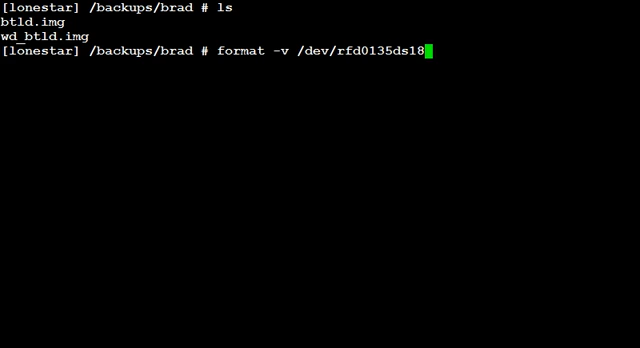 [lonestar] /backups/brad # ls
btld.img
wd_btld.img
[lonestar] /backups/brad # format -v /dev/rfd0135ds18